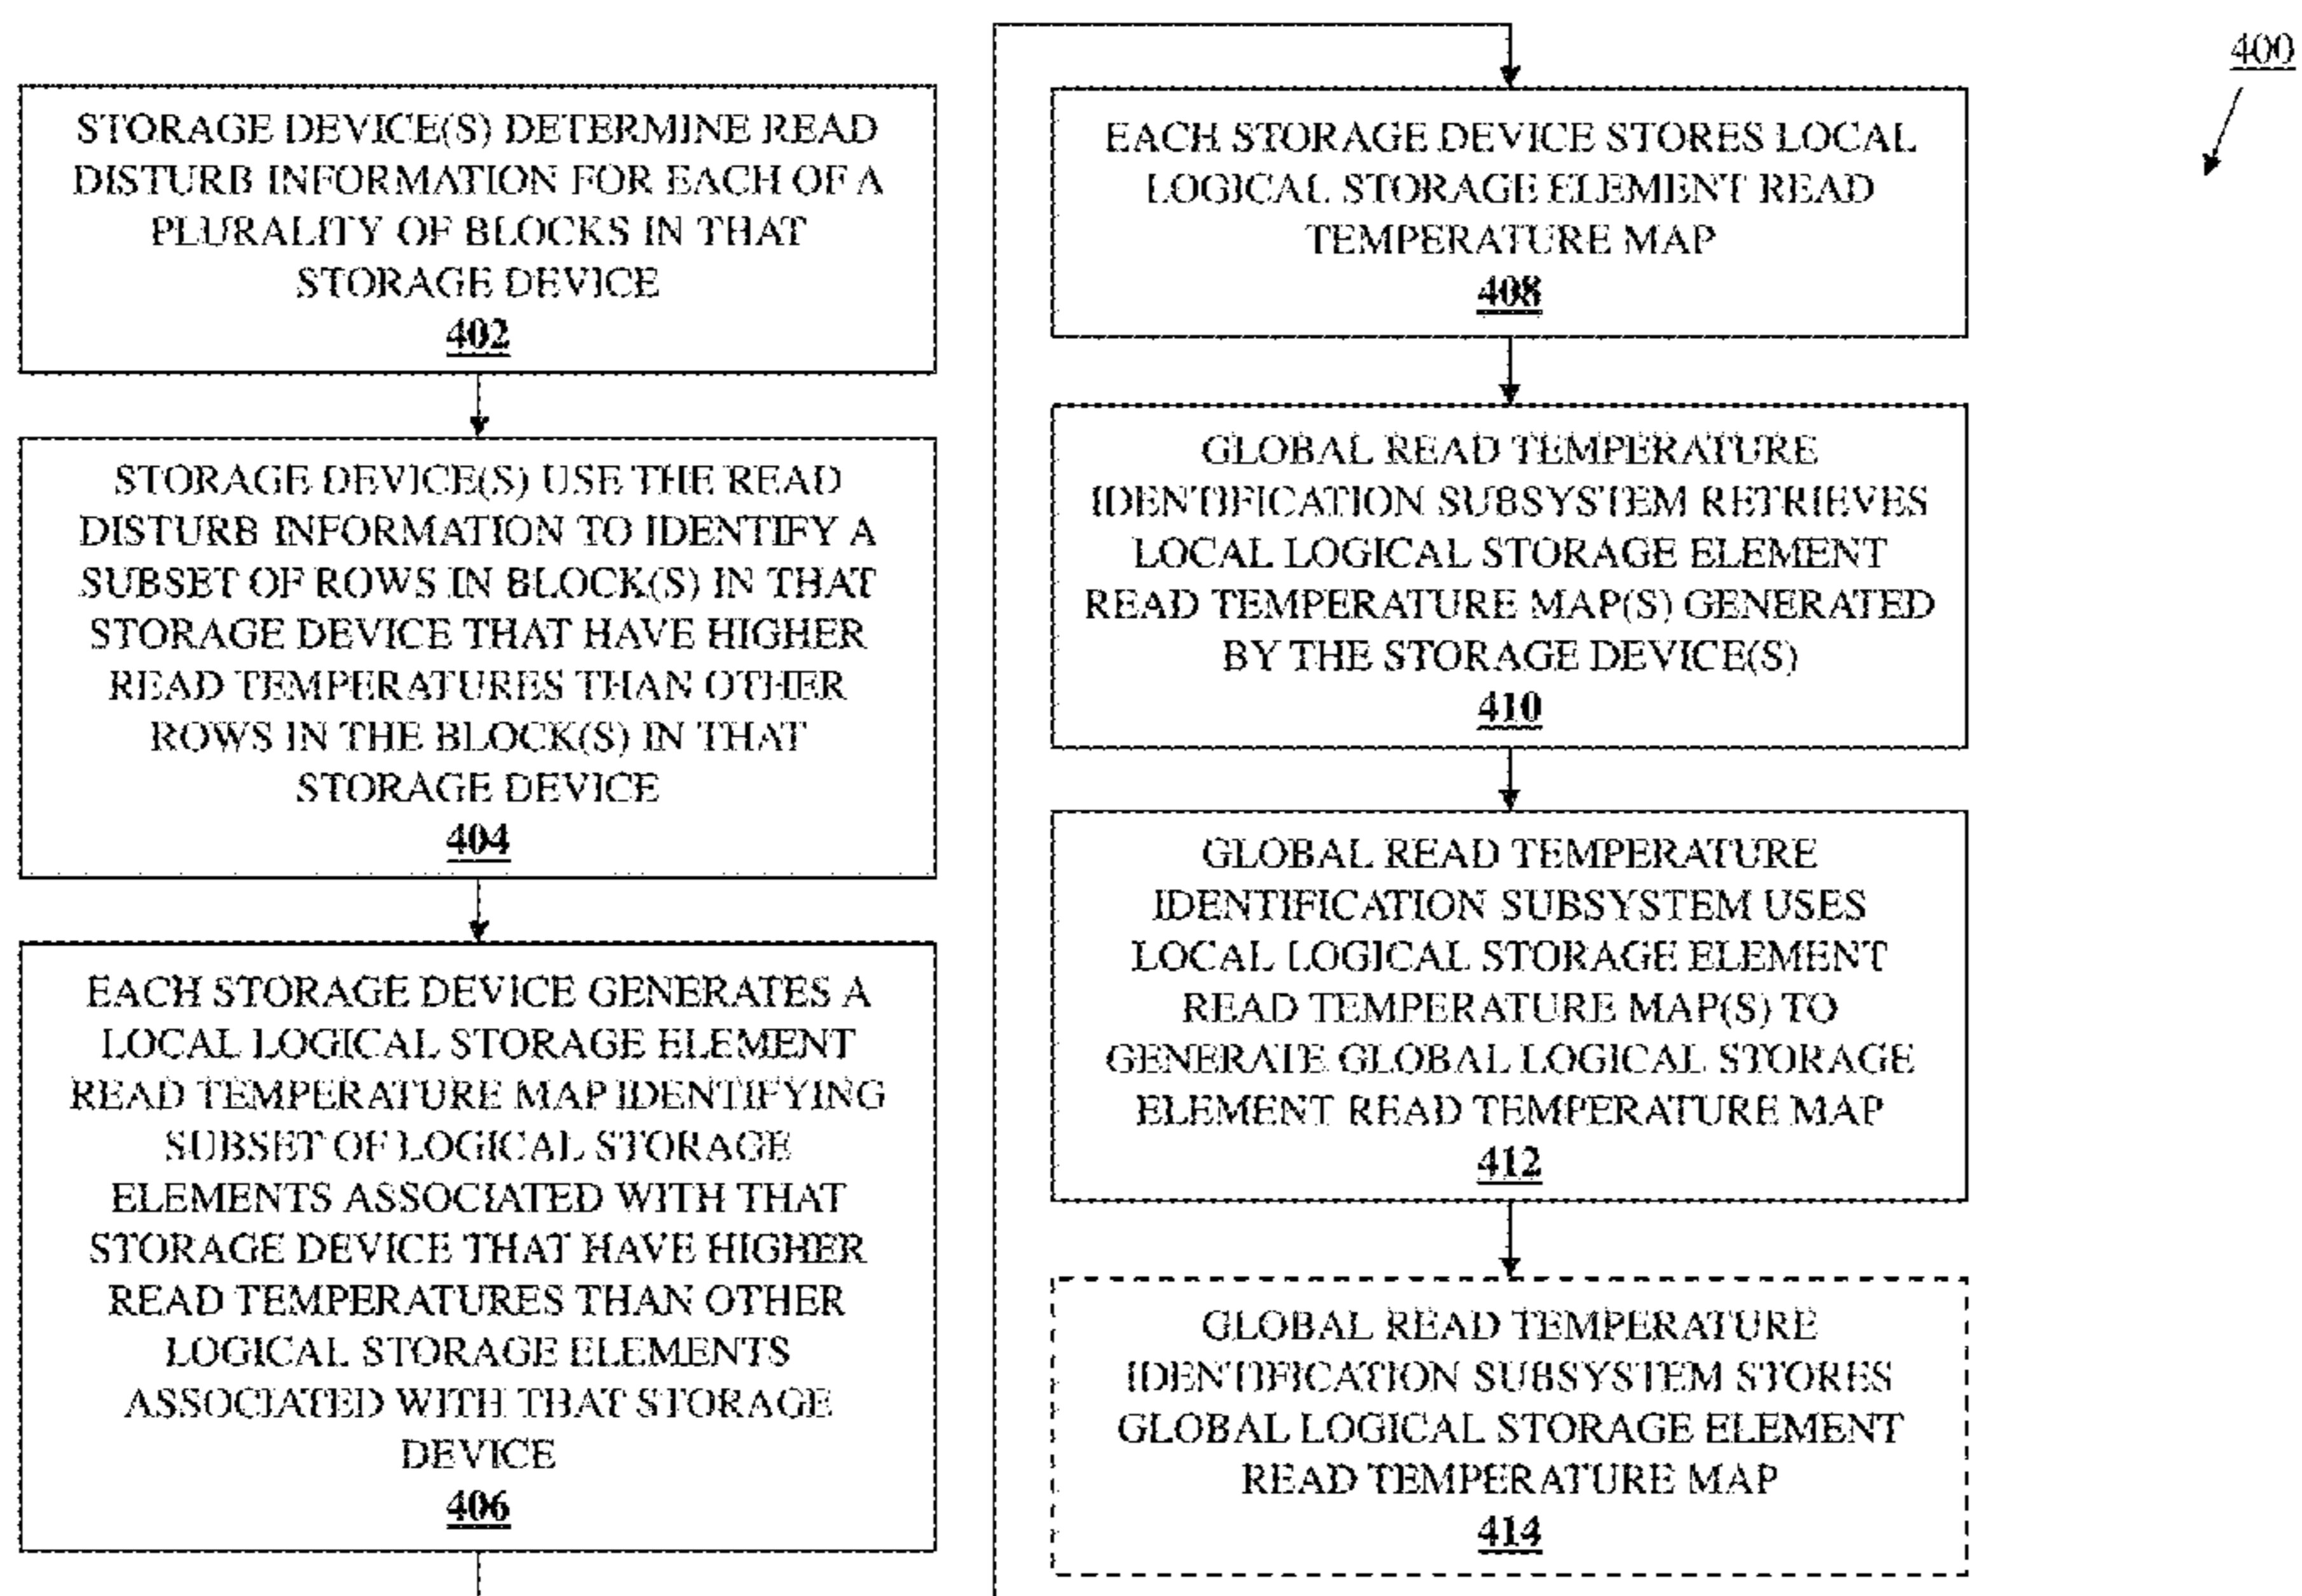 400
STORAGE DEVICE(S) DETERMINE READ
DISTURB INFORMATION FOR EACH OF A
PLURALITY OF BLOCKS IN THAT
STORAGE DEVICE
402
STORAGE DEVICE(S) USE THE READ
DISTURB INFORMATION TO IDENTIFY A
SUBSET OF ROWS IN BLOCK(S) IN THAT
STORAGE DEVICE THAT HAVE HIGHER
READ TEMPERATURES THAN OTHER
ROWS IN THE BLOCK(S) IN THAT
STORAGE DEVICE
404
EACH STORAGE DEVICE GENERATES A
LOCAL LOGICAL STORAGE ELEMENT
READ TEMPERATURE MAP IDENTIFYING
SUBSET OF LOGICAL STORAGE
ELEMENTS ASSOCIATED WITH THAT
STORAGE DEVICE THAT HAVE HIGHER
READ TEMPERATURES THAN OTHER
LOGICAL STORAGE ELEMENTS
ASSOCIATED WITH THAT STORAGE
DEVICE
406
EACH STORAGE DEVICE STORES LOCAL
LOGICAL STORAGE ELEMENT READ
TEMPERATURE MAP
408
GLOBAL READ TEMPERATURE
IDENTIFICATION SUBSYSTEM RETRIEVES
LOCAL LOGICAL STORAGE ELEMENT
READ TEMPERATURE MAP(S) GENERATED
BY THE STORAGE DEVICE(S)
410
GLOBAL READ TEMPERATURE
IDENTIFICATION SUBSYSTEM USES
LOCAL LOGICAL STORAGE ELEMENT
READ TEMPERATURE MAP(S) TO
GENERATE GLOBAL LOGICAL STORAGE
ELEMENT READ TEMPERATURE MAP
412
GLOBAL READ TEMPERATURE
IDENTIFICATION SUBSYSTEM STORES
GLOBAL LOGICAL STORAGE ELEMENT
READ TEMPERATURE MAP
414